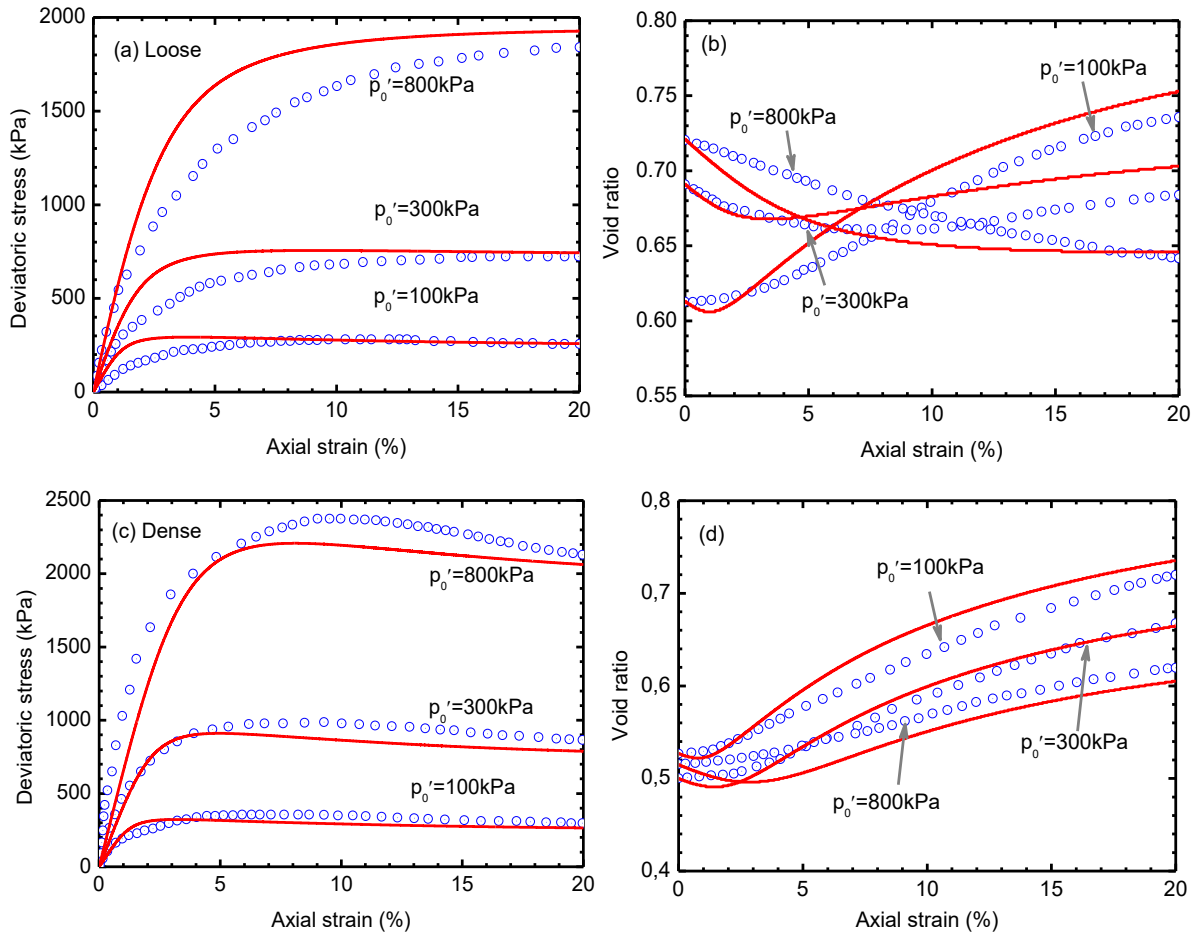 (a) Loose
p₀′=800kPa
p₀′=300kPa
p₀′=100kPa
2000
1500
1000
500
0
0 5 10 15 20
Deviatoric stress (kPa)
Axial strain (%)
(b)
p₀′=100kPa
p₀′=800kPa
p₀′=300kPa
0.80
0.75
0.70
0.65
0.60
0.55
0 5 10 15 20
Void ratio
Axial strain (%)
(c) Dense
p₀′=800kPa
p₀′=300kPa
p₀′=100kPa
2500
2000
1500
1000
500
0
0 5 10 15 20
Deviatoric stress (kPa)
Axial strain (%)
(d)
p₀′=100kPa
p₀′=300kPa
p₀′=800kPa
0,8
0,7
0,6
0,5
0,4
0 5 10 15 20
Void ratio
Axial strain (%)